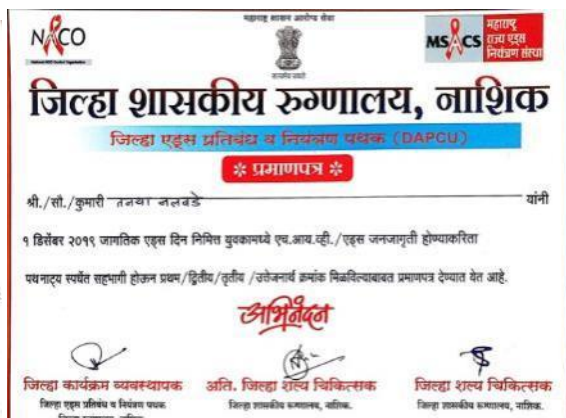 NACO
महाराष्ट्र शासन आरोग्य सेवा
MSACS
महाराष्ट्र
राज्य एड्स
नियंत्रण संस्था
जिल्हा शासकीय रुग्णालय, नाशिक
जिल्हा एड्स प्रतिबंध व नियंत्रण पथक (DAPCU)
प्रमाणपत्र
श्री./सौ./कुमारी तनया नलवडे यांनी
१ डिसेंबर २०१९ जागतिक एड्स दिन निमित्त युवकामध्ये एच.आय.व्ही./एड्स जनजागृती होण्याकरिता
पथनाट्य स्पर्धेत सहभागी होऊन प्रथम/द्वितीय/तृतीय /उत्तेजनार्थ क्रमांक मिळविल्याबाबत प्रमाणपत्र देण्यात येत आहे.
अभिनंदन
जिल्हा कार्यक्रम व्यवस्थापक अति. जिल्हा शल्य चिकित्सक जिल्हा शल्य चिकित्सक
जिल्हा एड्स प्रतिबंध व नियंत्रण पथक जिल्हा शासकीय रुग्णालय, नाशिक. जिल्हा शासकीय रुग्णालय, नाशिक.